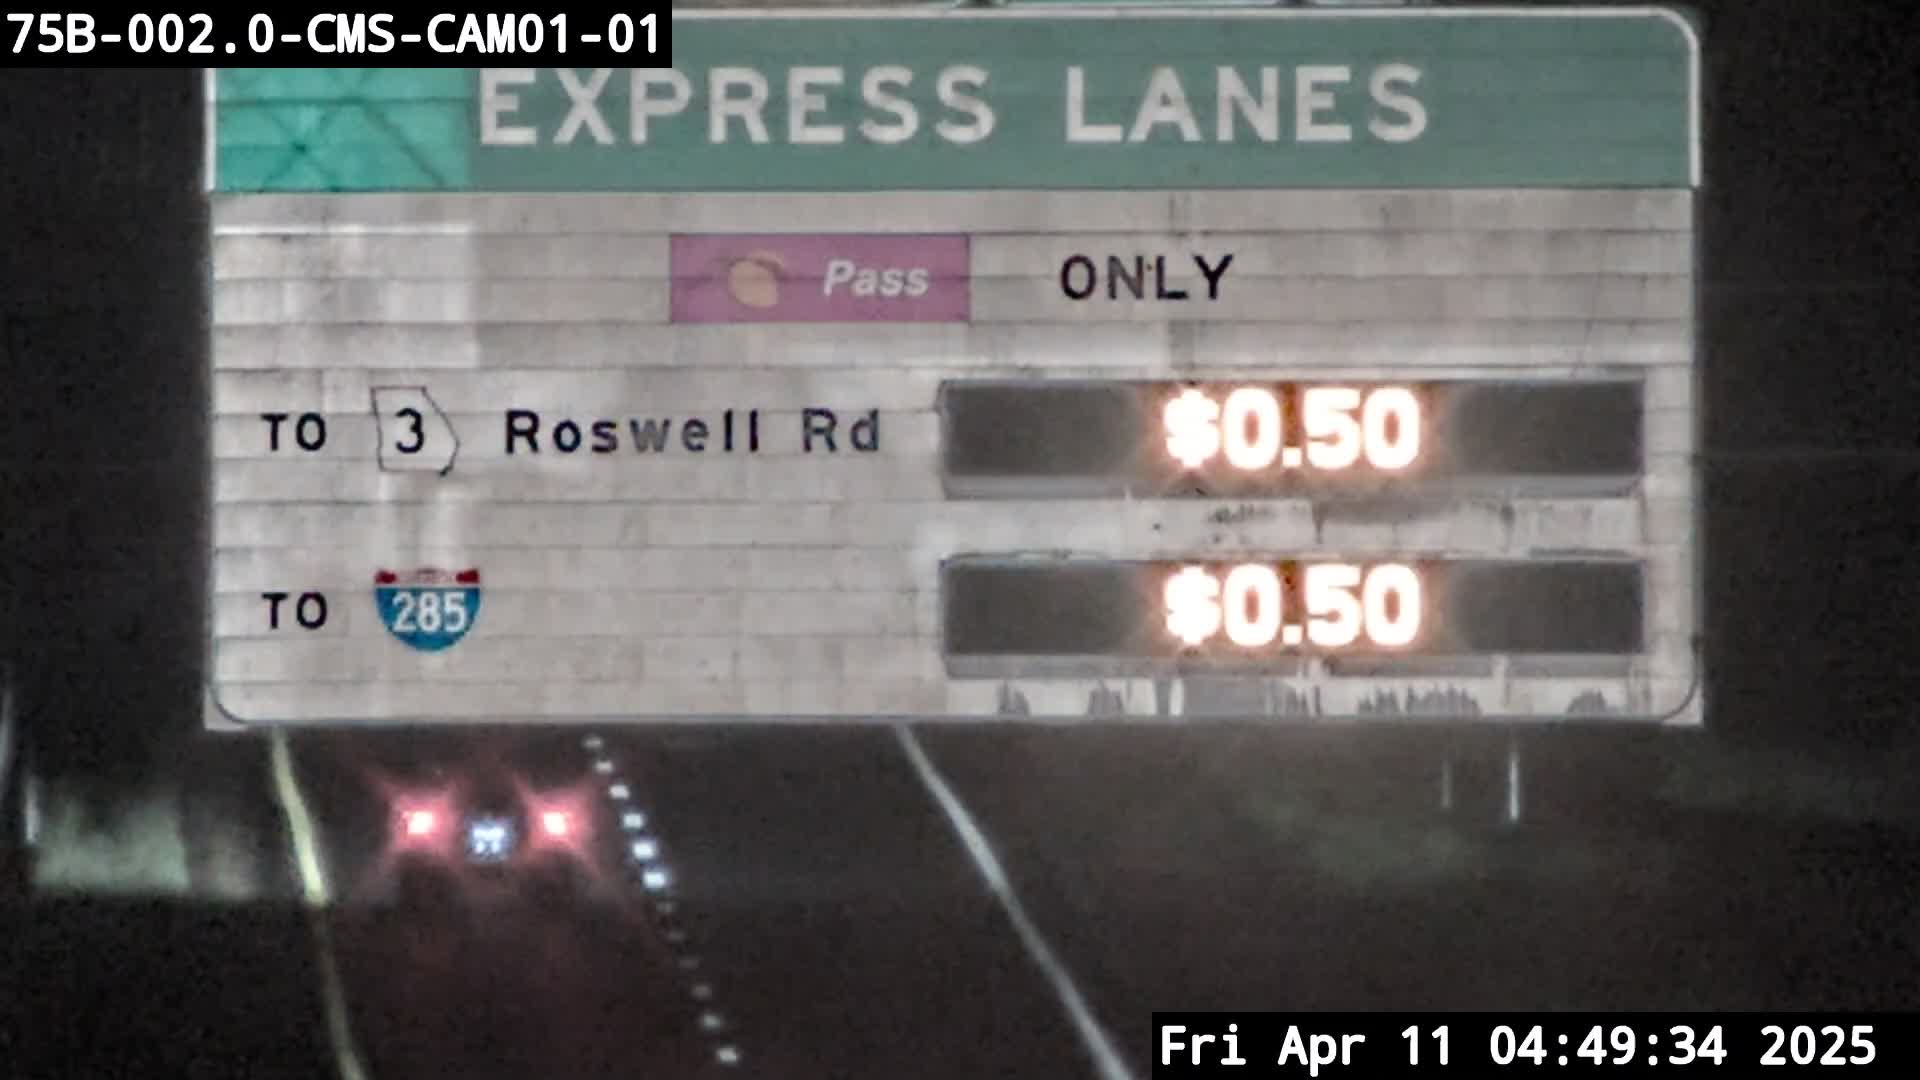 75B-002.0-CMS-CAM01-01
EXPRESS LANES
Pass ONLY
TO 3 Roswell Rd $0.50
TO 285 $0.50
Fri Apr 11 04:49:34 2025